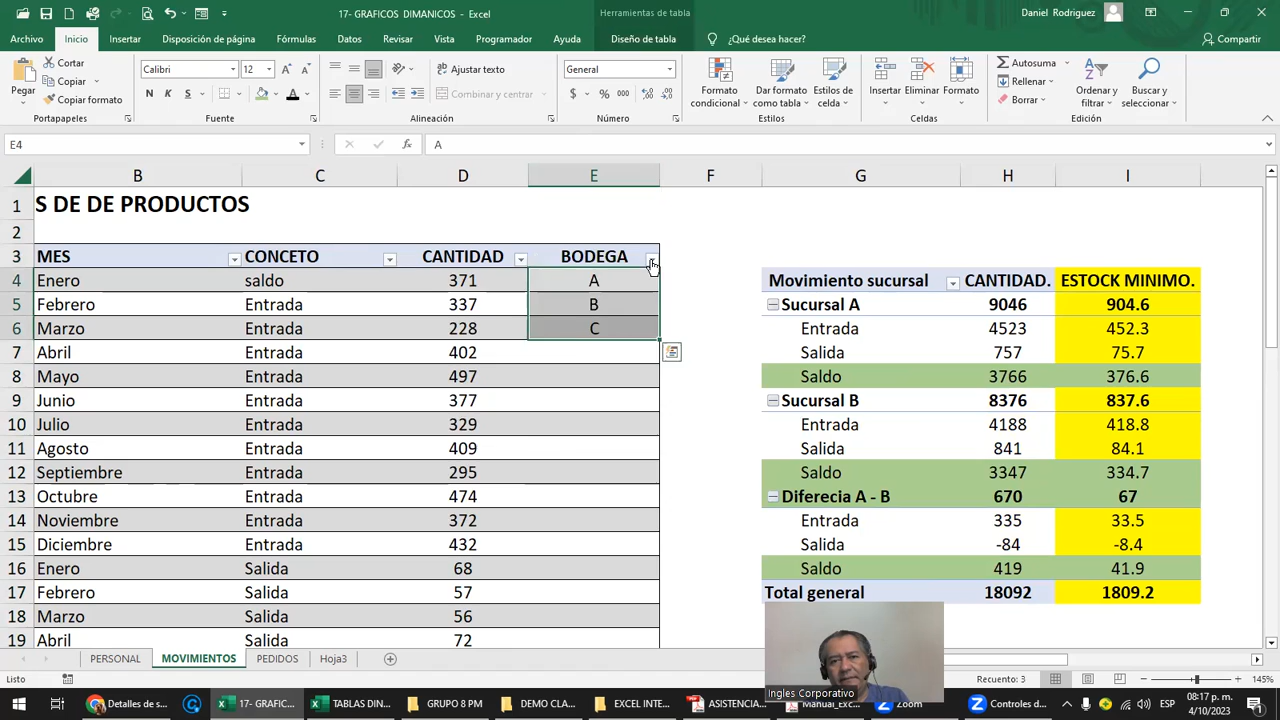 17- GRAFICOS DIMANICOS - Excel
Herramientas de tabla
Daniel Rodriguez
Archivo Inicio Insertar Disposición de página Fórmulas Datos Revisar Vista Programador Ayuda Diseño de tabla ¿Qué desea hacer? Compartir
Pegar
Cortar
Copiar
Copiar formato
Calibri 12
N K S
Ajustar texto
Combinar y centrar
General
$ % 000
Formato condicional
Dar formato como tabla
Estilos de celda
Insertar Eliminar Formato
Autosuma
Rellenar
Borrar
Ordenar y filtrar
Buscar y seleccionar
Portapapeles Fuente Alineación Número Estilos Celdas Edición
E4 fx A
B C D E F G H I
1 S DE DE PRODUCTOS
2
3 MES CONCETO CANTIDAD BODEGA
4 Enero saldo 371 A Movimiento sucursal CANTIDAD. ESTOCK MINIMO.
5 Febrero Entrada 337 B Sucursal A 9046 904.6
6 Marzo Entrada 228 C Entrada 4523 452.3
7 Abril Entrada 402 Salida 757 75.7
8 Mayo Entrada 497 Saldo 3766 376.6
9 Junio Entrada 377 Sucursal B 8376 837.6
10 Julio Entrada 329 Entrada 4188 418.8
11 Agosto Entrada 409 Salida 841 84.1
12 Septiembre Entrada 295 Saldo 3347 334.7
13 Octubre Entrada 474 Diferecia A - B 670 67
14 Noviembre Entrada 372 Entrada 335 33.5
15 Diciembre Entrada 432 Salida -84 -8.4
16 Enero Salida 68 Saldo 419 41.9
17 Febrero Salida 57 Total general 18092 1809.2
18 Marzo Salida 56
19 Abril Salida 72
Ingles Corporativo
PERSONAL MOVIMIENTOS PEDIDOS Hoja3
Listo Recuento: 3 145%
Detalles de s... 17- GRAFIC... TABLAS DIN... GRUPO 8 PM DEMO CLA... EXCEL INTE... ASISTENCIA... Manual_Exc... Zoom Controles d... ESP 08:17 p. m.
4/10/2023